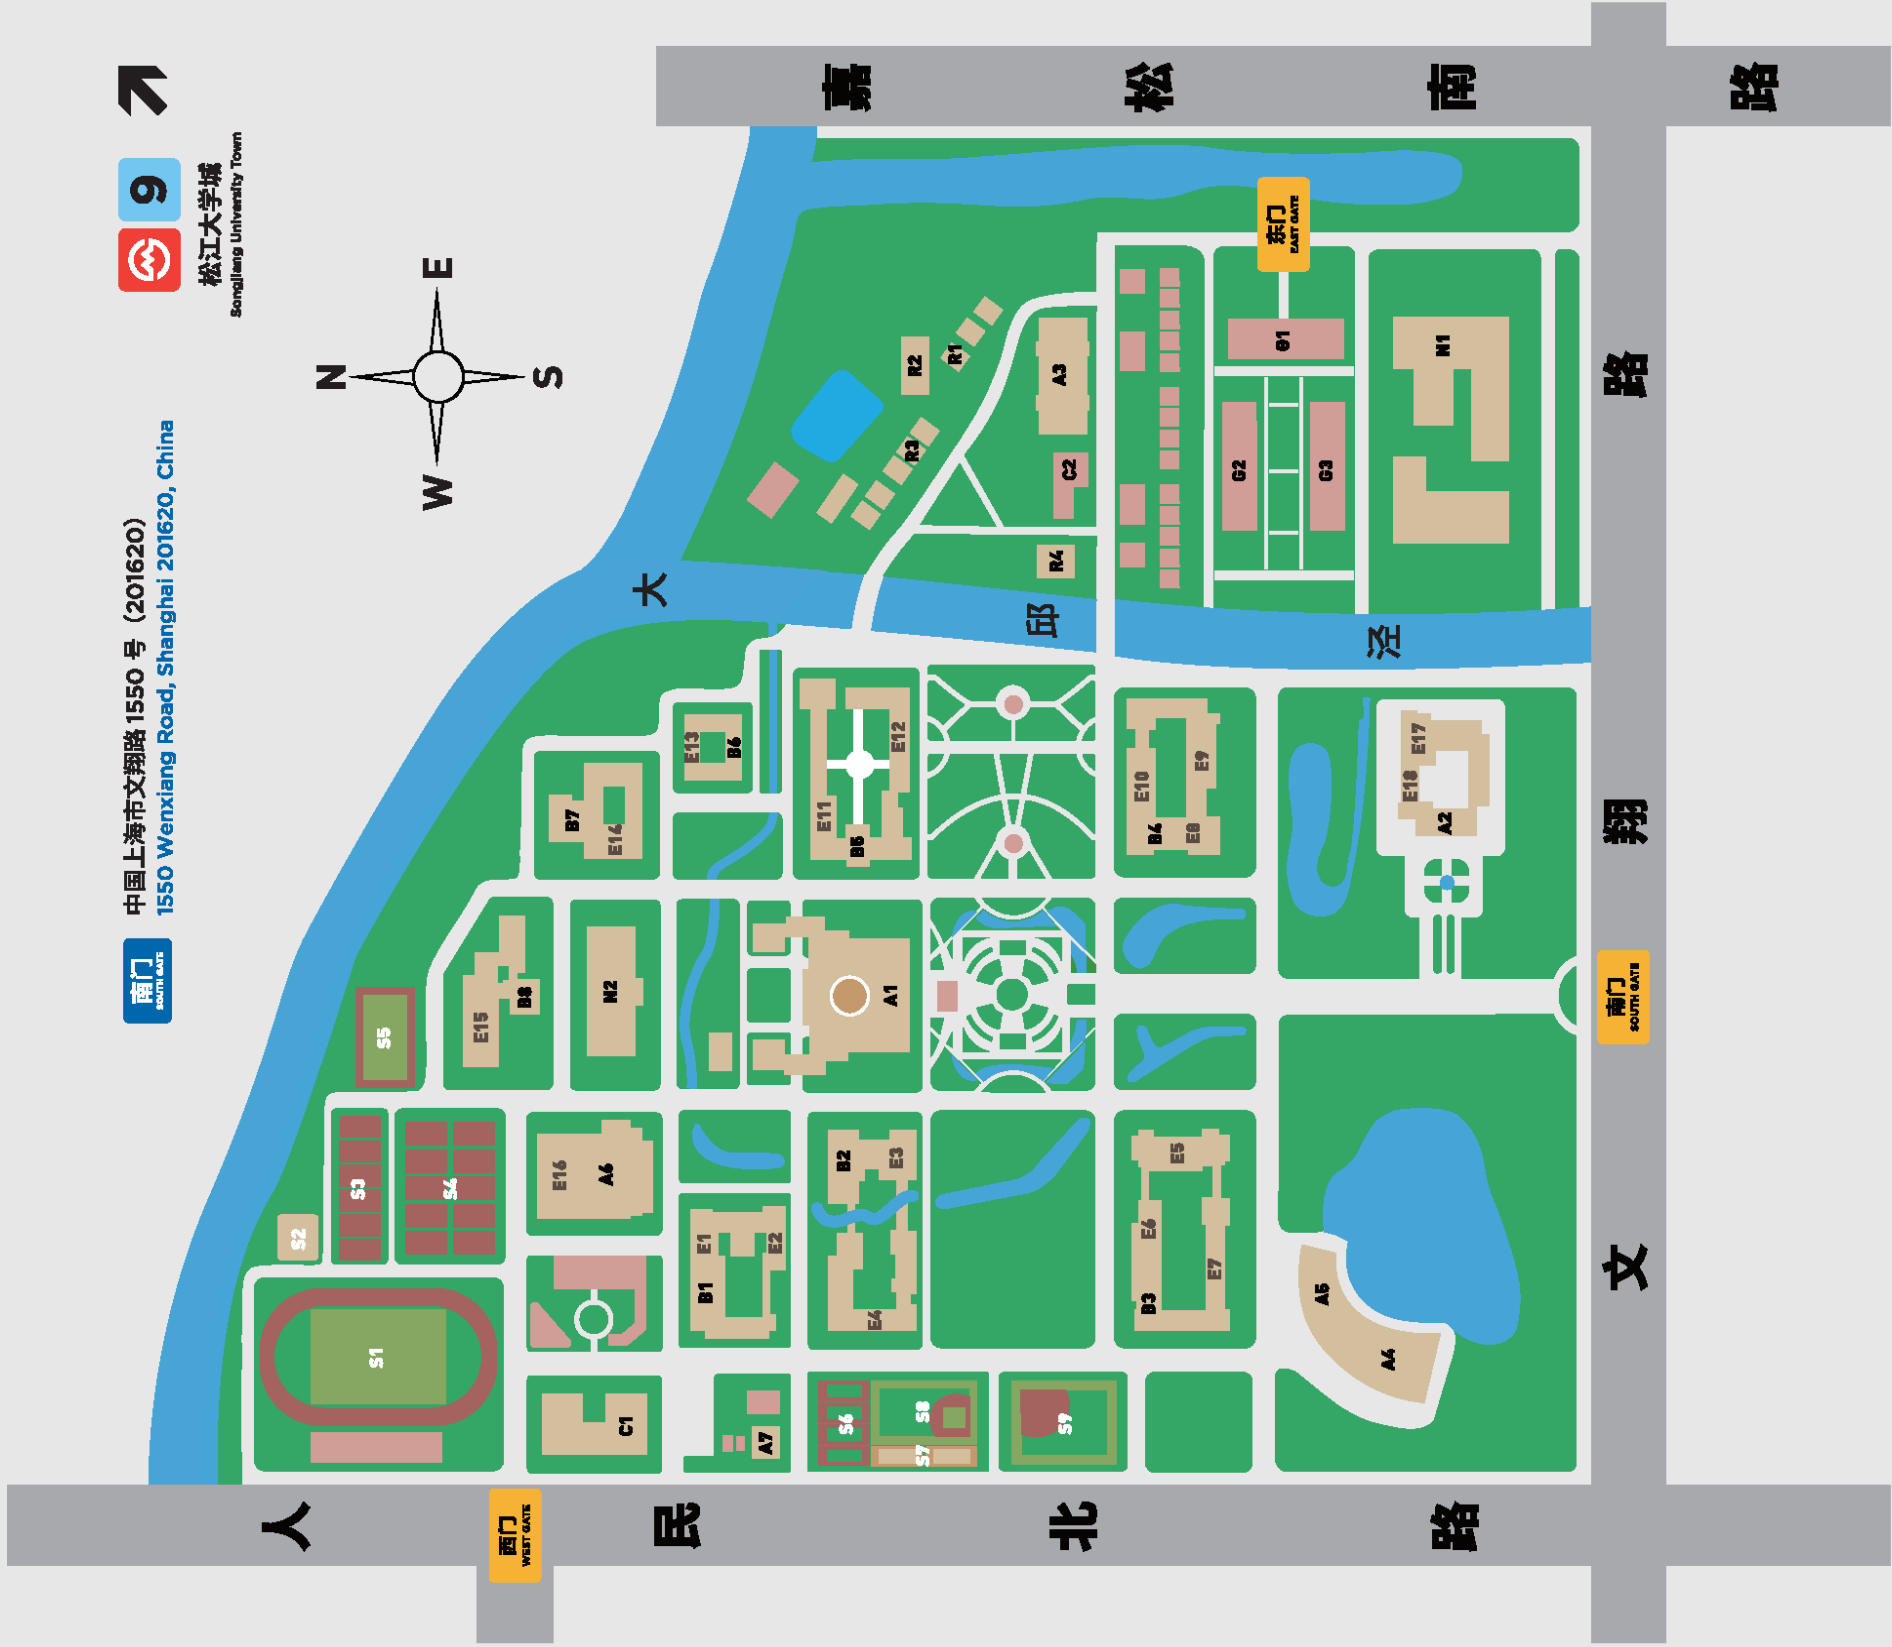 中国上海市文翔路 1550 号（201620）
1550 Wenxiang Road, Shanghai 201620, China
南门
SOUTH GATE
9
松江大学城
Songjiang University Town
N
E
S
W
嘉松南路
人民北路
文翔路
大邱泾
西门
WEST GATE
南门
SOUTH GATE
东门
EAST GATE
S1
S2
S3
S4
S5
S6
S7
S8
S9
A1
A2
A3
A4
A5
A6
A7
B1
B2
B3
B4
B5
B6
B7
B8
C1
C2
E1
E2
E3
E4
E5
E6
E7
E8
E9
E10
E11
E12
E13
E14
E15
E16
E17
E18
G1
G2
G3
N1
N2
R1
R2
R3
R4